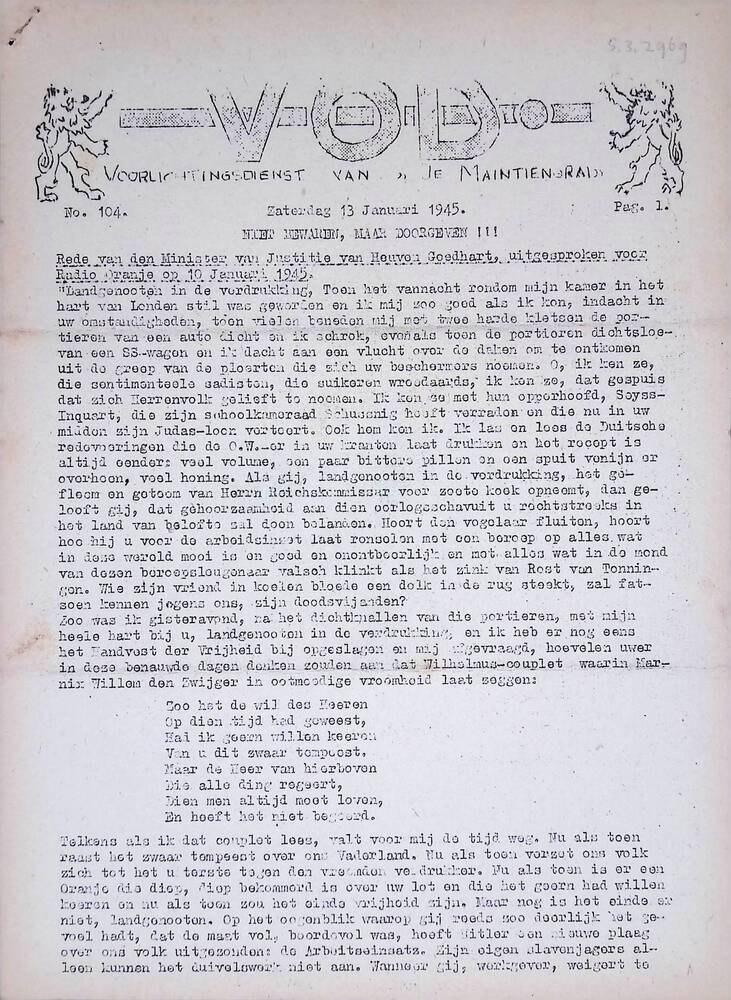 5.3.2969
V.O.D.
VOORLICHTINGSDIENST VAN „JE MAINTIENDRAI"
No. 104. Zaterdag 13 Januari 1945. Pag. 1.
NIET BEWAREN, MAAR DOORGEVEN !!!
Rede van den Minister van Justitie van Heuven Goedhart, uitgesproken voor
Radio Oranje op 10 Januari 1945.
"Landgenooten in de verdrukking, Toen het vannacht rondom mijn kamer in het
hart van Londen stil was geworden en ik mij zoo goed als ik kon, indacht in
uw omstandigheden, toen vielen beneden mij met twee harde kletsen de por-
tieren van een auto dicht en ik schrok, evenals toen de portieren dichtsloe-
van een SS-wagen en ik dacht aan een vlucht over de daken om te ontkomen
uit de greep van de ploerten die zich uw beschermers noemen. O, ik ken ze,
die sentimenteele sadisten, die suikeren wreedaards, ik ken ze, dat gespuis
dat zich Herrenvolk gelieft te noemen. Ik ken ze met hun opperhoofd, Seyss-
Inquart, die zijn schoolkameraad Schussnig heeft verraden en die nu in uw
midden zijn Judas-loon verteert. Ook hem ken ik. Ik las en lees de Duitsche
redevoeringen die de O.W.-er in uw kranten laat drukken en het recept is
altijd eender: veel volume, een paar bittere pillen en een spuit venijn er
overheen, veel honing. Als gij, landgenooten in de verdrukking, het ge-
fleem en geteem van Herrn Reichskommissar voor zoete koek opneemt, dan ge-
looft gij, dat gehoorzaamheid aan dien oorlogsschavuit u rechtstreeks in
het land van belofte zal doen belanden. Hoort den vogelaar fluiten, hoort
hoe hij u voor de arbeidsinzet laat ronselen met een beroep op alles wat
in deze wereld mooi is en goed en onontbeerlijk en met alles wat in de mond
van dezen beroepsleugenaar valsch klinkt als het zink van Rost van Tonnin-
gen. Wie zijn vriend in koelen bloede een dolk in de rug steekt, zal fat-
soen kennen jegens ons, zijn doodsvijanden?
Zoo was ik gisteravond, na het dichtknallen van die portieren, met mijn
heele hart bij u, landgenooten in de verdrukking, en ik heb er nog eens
het Handvest der Vrijheid bij opgeslagen en mij afgevraagd, hoevelen uwer
in deze benauwde dagen denken zouden aan dat Wilhelmus-couplet waarin Mar-
nix Willem den Zwijger in ootmoedige vroomheid laat zeggen:
Zoo het de wil des Heeren
Op dien tijd had geweest,
Had ik geern willen keeren
Van u dit zwaar tempeest.
Maar de Heer van hierboven
Die alle ding regeert,
Dien men altijd moet loven,
En heeft het niet begeerd.
Telkens als ik dat couplet lees, valt voor mij de tijd weg. Nu als toen
raast het zwaar tempeest over ons Vaderland. Nu als toen verzet ons volk
zich tot het uiterste tegen den vreemden verdrukker. Nu als toen is er een
Oranje die diep, diep bekommerd is over uw lot en die het geern had willen
keeren en nu als toen zou het einde vrijheid zijn. Maar nog is het einde er
niet, landgenooten. Op het oogenblik waarop gij reeds zoo deerlijk het ge-
voel hadt, dat de maat vol, boordevol was, heeft Hitler een nieuwe plaag
over ons volk uitgezonden: de Arbeitseinsatz. Zijn eigen slavenjagers al-
leen kunnen het duivelswerk niet aan. Wanneer gij, werkgever, weigert te